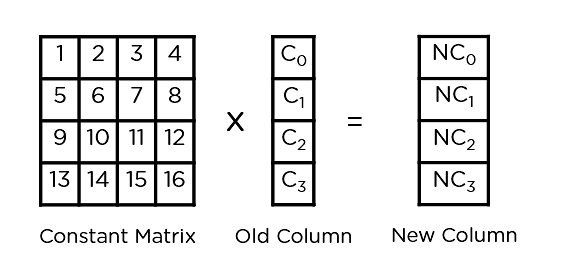 1 2 3 4 C₀ NC₀
5 6 7 8 C₁ NC₁
X =
9 10 11 12 C₂ NC₂
13 14 15 16 C₃ NC₃
Constant Matrix Old Column New Column